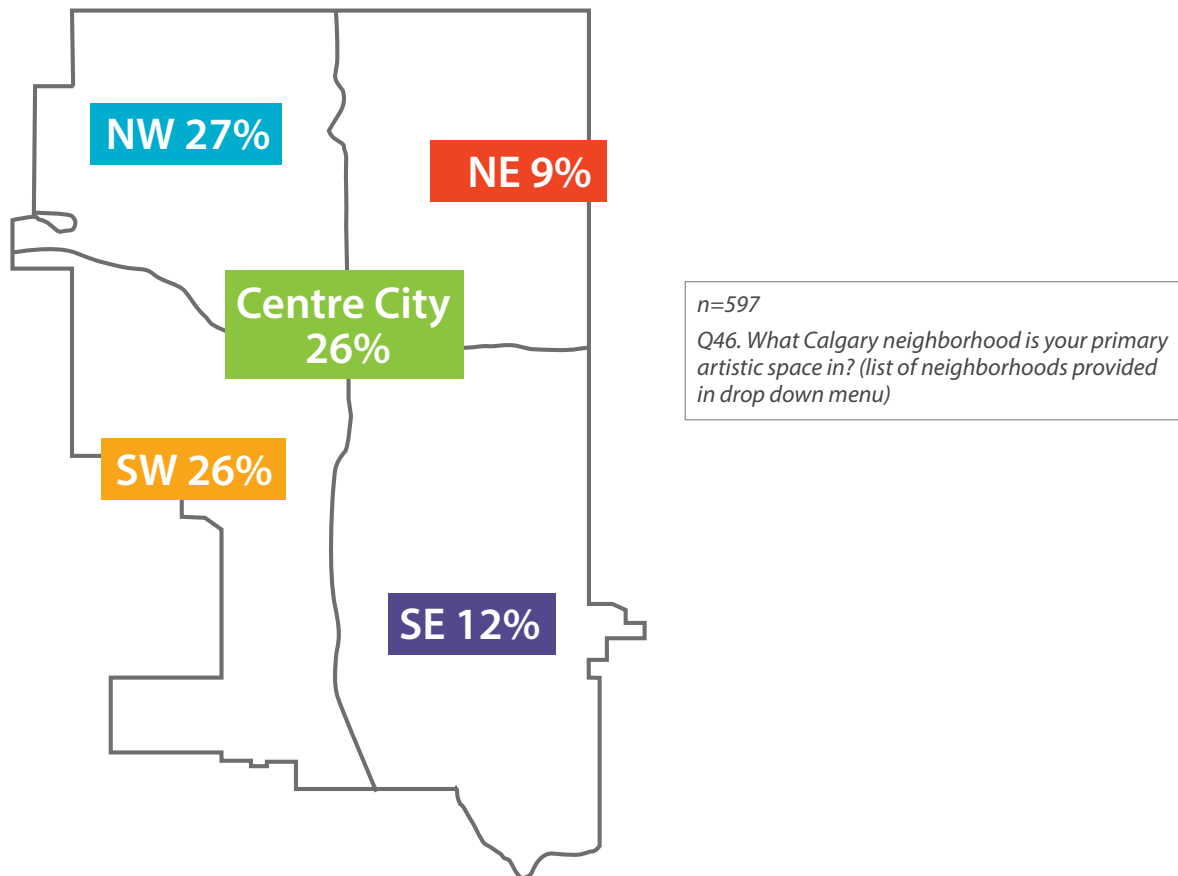 NW 27%
NE 9%
Centre City
26%
n=597
Q46. What Calgary neighborhood is your primary
artistic space in? (list of neighborhoods provided
in drop down menu)
SW 26%
SE 12%